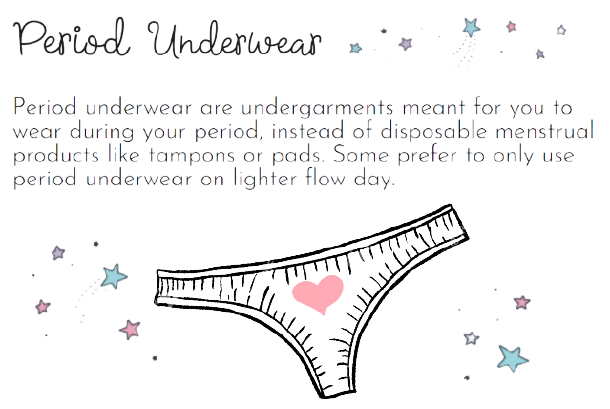 Period Underwear
Period underwear are undergarments meant for you to
wear during your period, instead of disposable menstrual
products like tampons or pads. Some prefer to only use
period underwear on lighter flow day.